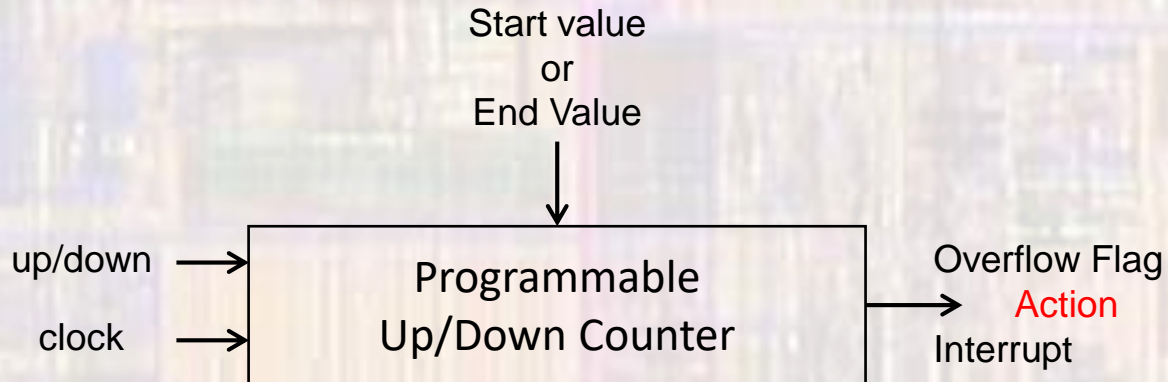 Start value
or
End Value
up/down
clock
Programmable
Up/Down Counter
Overflow Flag
Action
Interrupt